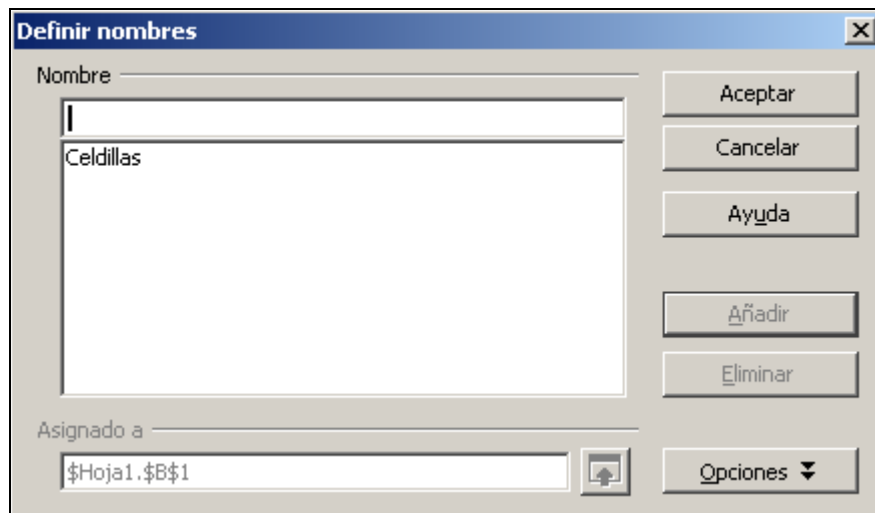 Definir nombres
Nombre
Aceptar
Celdillas
Cancelar
Ayuda
Añadir
Eliminar
Asignado a
$Hoja1.$B$1
Opciones